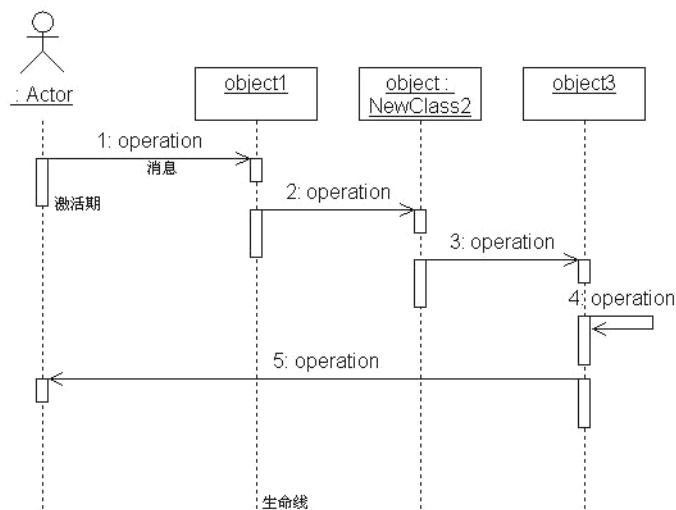 : Actor
object1
object :
NewClass2
object3
1: operation
消息
激活期
2: operation
3: operation
4: operation
5: operation
生命线